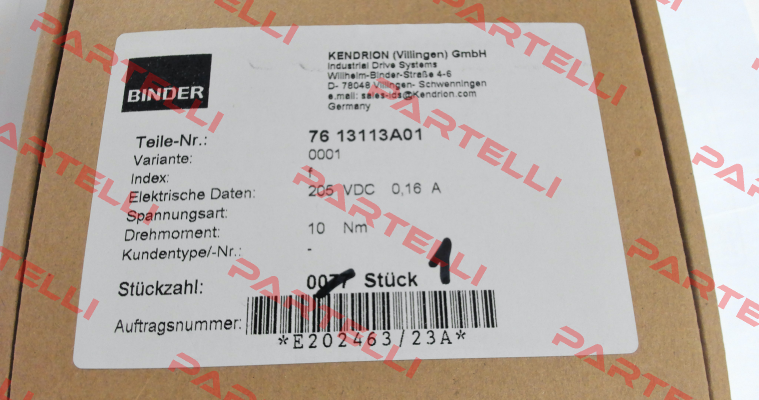 BINDER
KENDRION (Villingen) GmbH
Industrial Drive Systems
Wilhelm-Binder-Straße 4-6
D- 78048 Villingen- Schwenningen
e.mail: sales-ids@Kendrion.com
Germany
Teile-Nr.: 76 13113A01
Variante: 0001
Index: f
Elektrische Daten: 205 VDC 0,16 A
Spannungsart:
Drehmoment: 10 Nm
Kundentype/-Nr.: -
Stückzahl: 0077 Stück 1
Auftragsnummer:
*E202463/23A*
PARTELLI
PARTELLI
PARTELLI
PARTELLI
PARTELLI
PARTELLI
PARTELLI